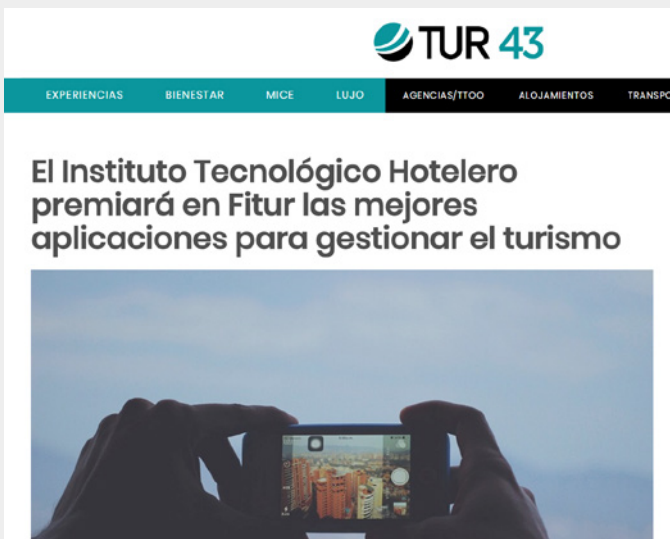 TUR 43
EXPERIENCIAS BIENESTAR MICE LUJO AGENCIAS/TTOO ALOJAMIENTOS
El Instituto Tecnológico Hotelero
premiará en Fitur las mejores
aplicaciones para gestionar el turismo